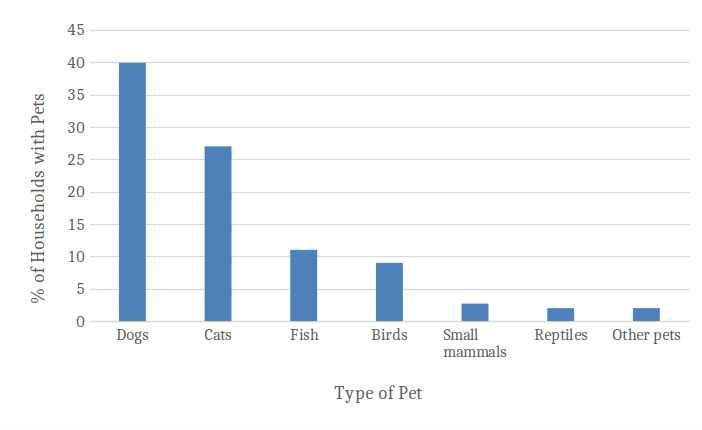 45
40
35
30
25
20
15
10
5
0
% of Households with Pets
Dogs
Cats
Fish
Birds
Small
mammals
Reptiles
Other pets
Type of Pet